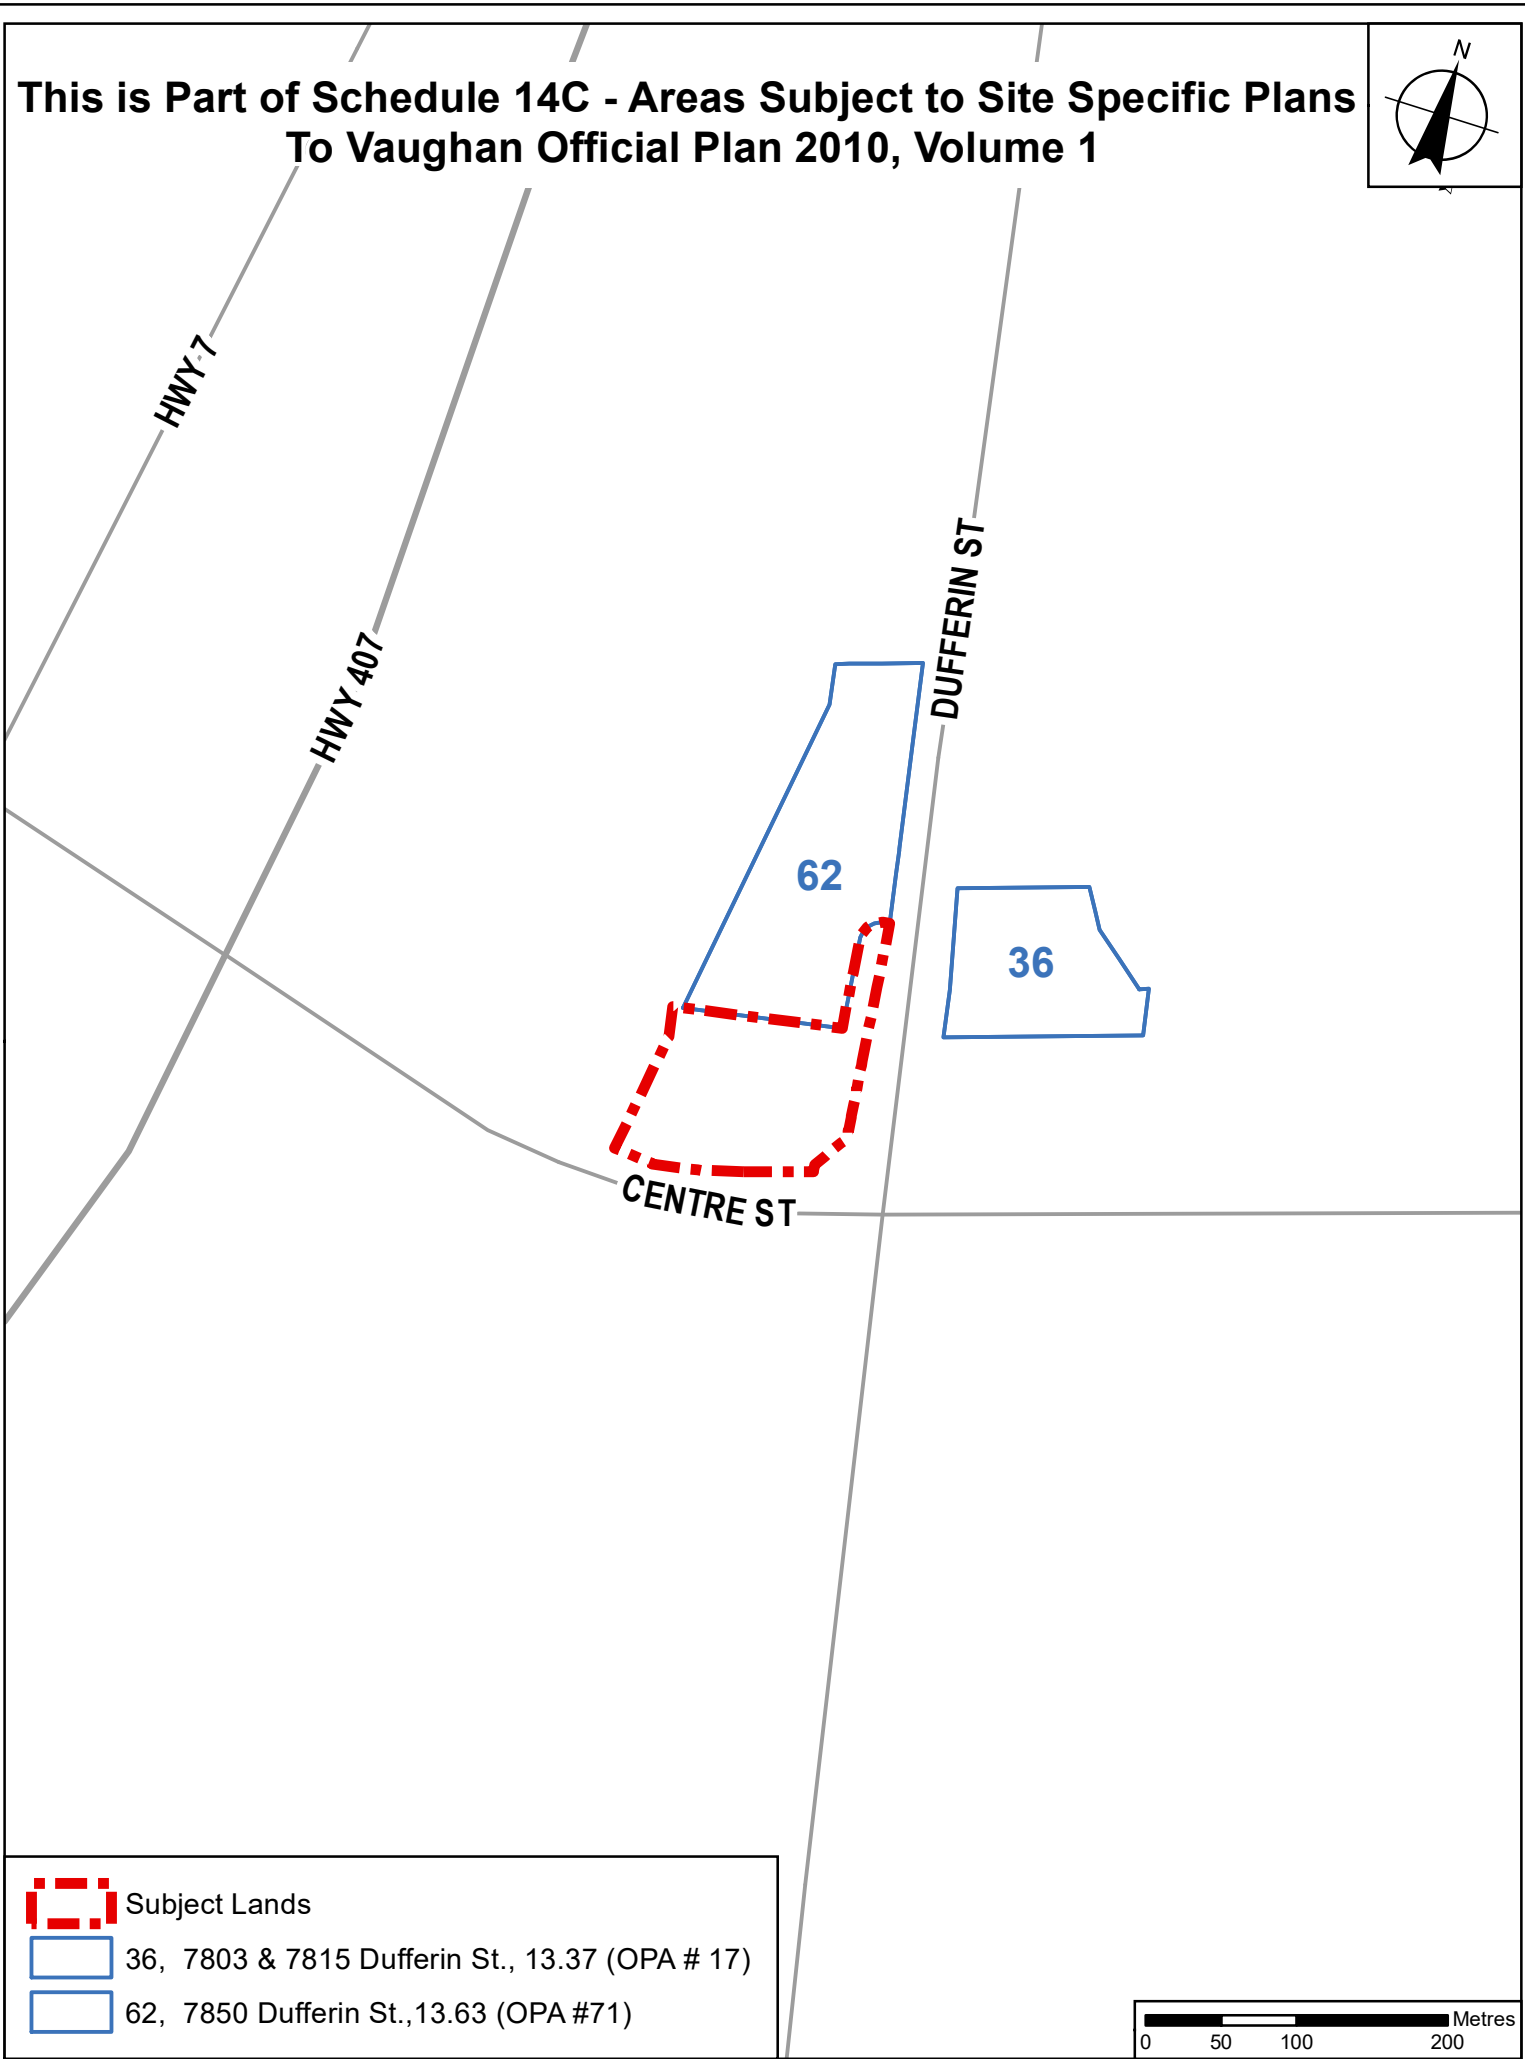 This is Part of Schedule 14C - Areas Subject to Site Specific Plans
To Vaughan Official Plan 2010, Volume 1
N
HWY 7
HWY 407
DUFFERIN ST
62
36
CENTRE ST
Subject Lands
36, 7803 & 7815 Dufferin St., 13.37 (OPA # 17)
62, 7850 Dufferin St.,13.63 (OPA #71)
Metres
0 50 100 200